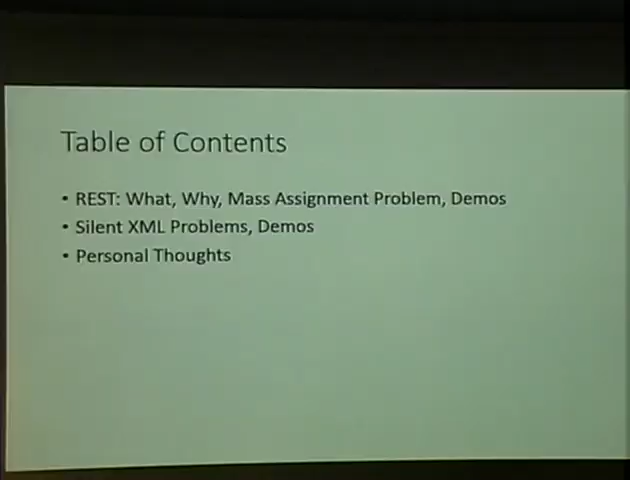 Table of Contents
• REST: What, Why, Mass Assignment Problem, Demos
• Silent XML Problems, Demos
• Personal Thoughts